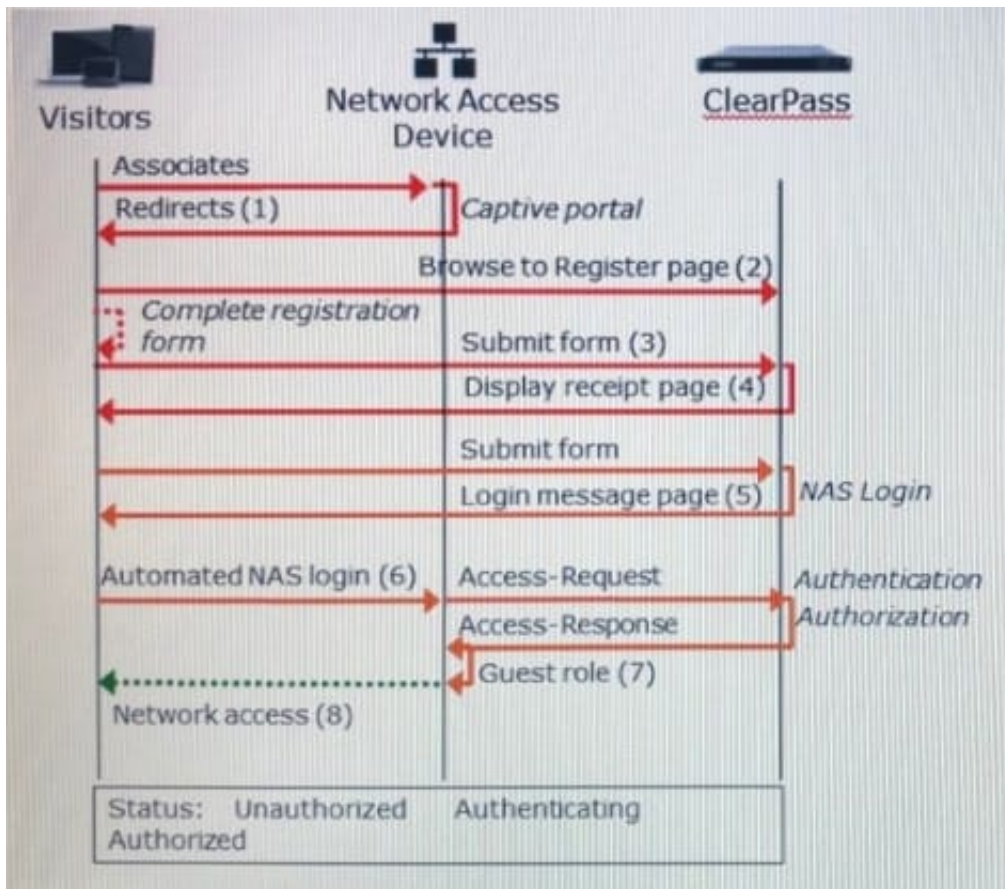 Visitors
Network Access
Device
ClearPass
Associates
Redirects (1)
Captive portal
Browse to Register page (2)
Complete registration
form
Submit form (3)
Display receipt page (4)
Submit form
Login message page (5)
NAS Login
Automated NAS login (6)
Access-Request
Authentication
Access-Response
Authorization
Guest role (7)
Network access (8)
Status: Unauthorized Authenticating
Authorized